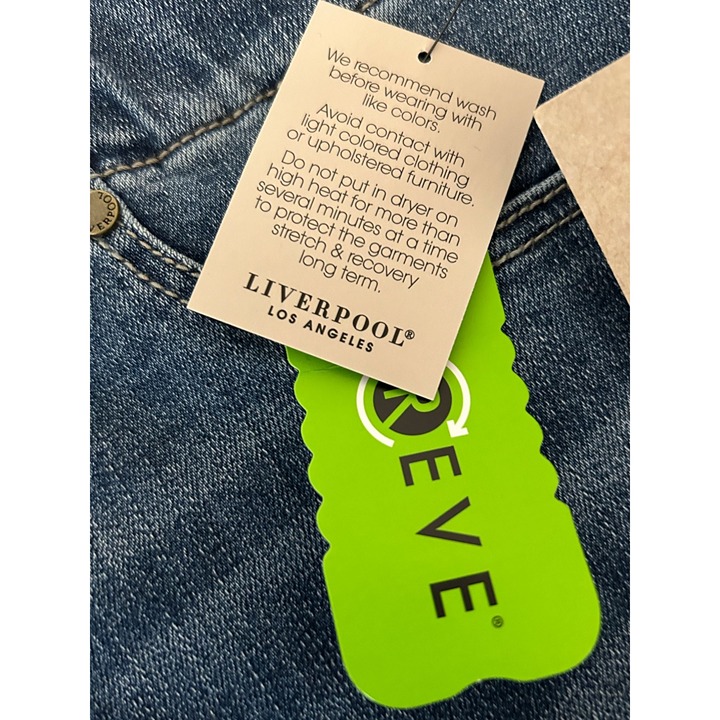 We recommend wash
before wearing with
like colors.
Avoid contact with
light colored clothing
or upholstered furniture.
Do not put in dryer on
high heat for more than
several minutes at a time
to protect the garments
stretch & recovery
long term.
LIVERPOOL®
LOS ANGELES
REVE®
LIVERPOOL